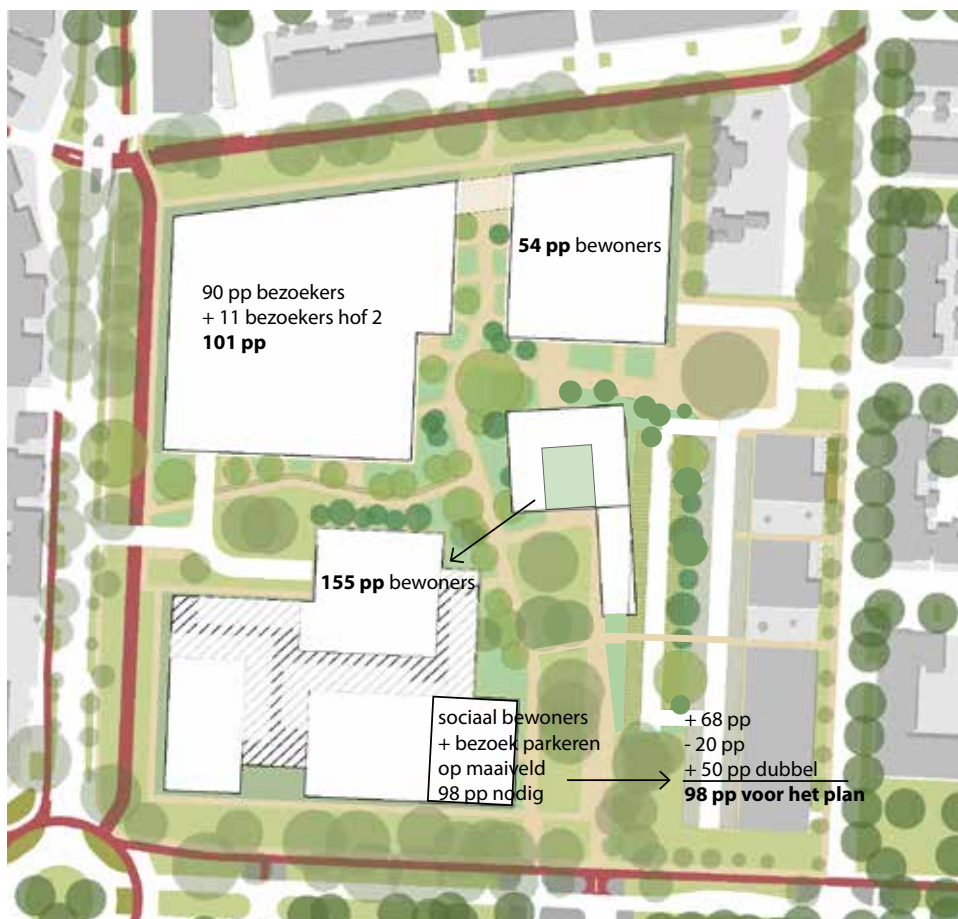 54 pp bewoners
90 pp bezoekers
+ 11 bezoekers hof 2
101 pp
155 pp bewoners
sociaal bewoners
+ bezoek parkeren
op maaiveld
98 pp nodig
+ 68 pp
- 20 pp
+ 50 pp dubbel
98 pp voor het plan